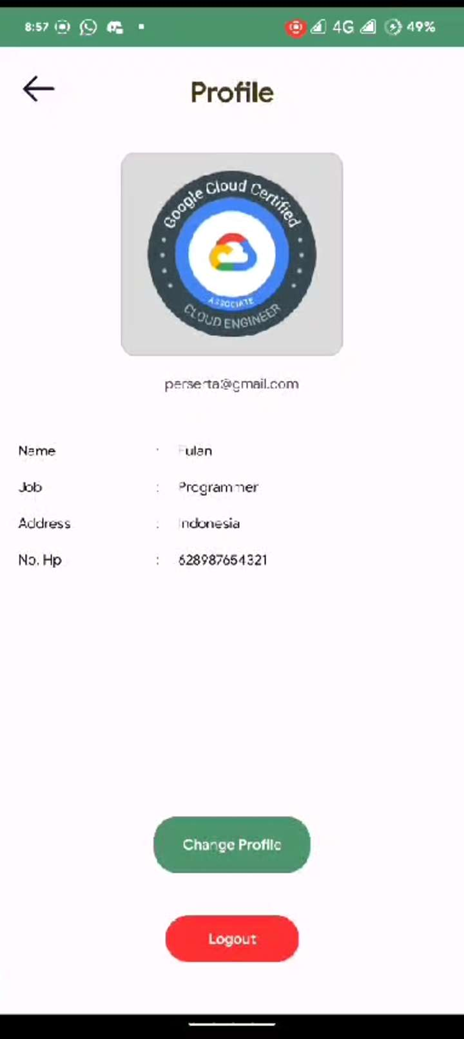 8:57 4G 49%
Profile
Google Cloud Certified
ASSOCIATE
CLOUD ENGINEER
perserta@gmail.com
Name : Fulan
Job : Programmer
Address : Indonesia
No. Hp : 628987654321
Change Profile
Logout